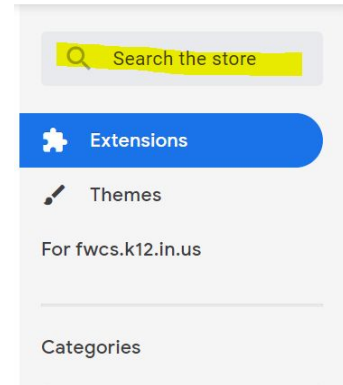 Search the store
Extensions
Themes
For fwcs.k12.in.us
Categories